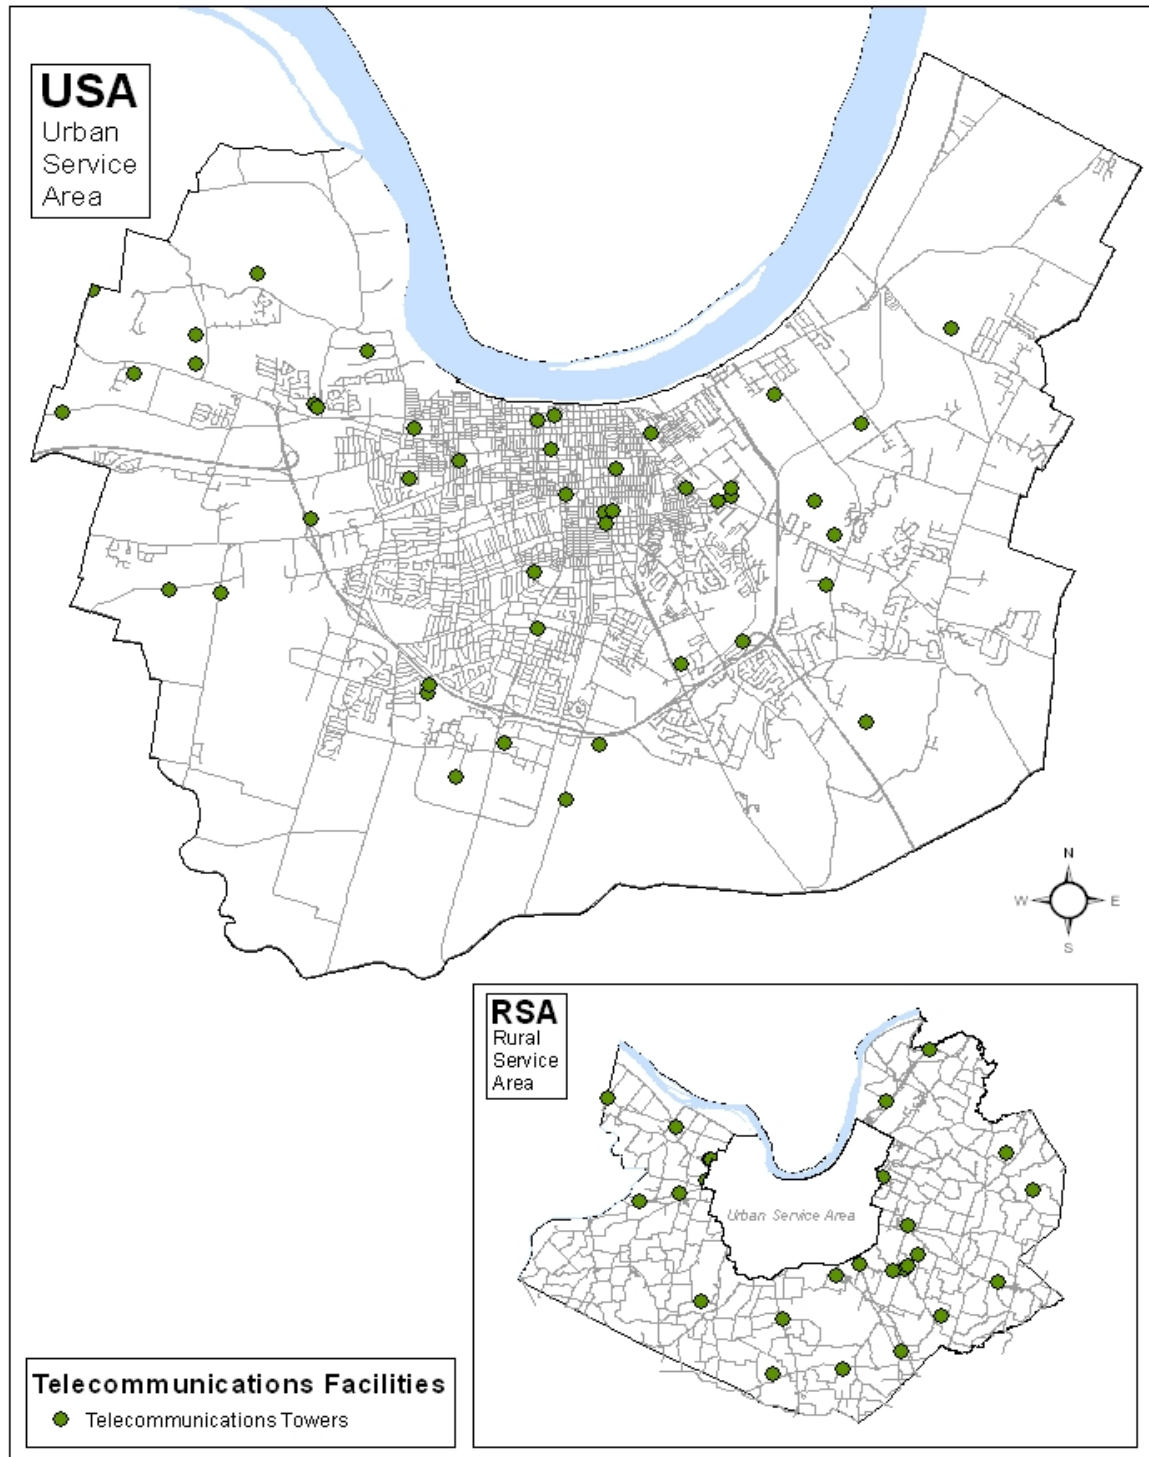 USA
Urban
Service
Area
N
W
E
S
RSA
Rural
Service
Area
Urban Service Area
Telecommunications Facilities
Telecommunications Towers